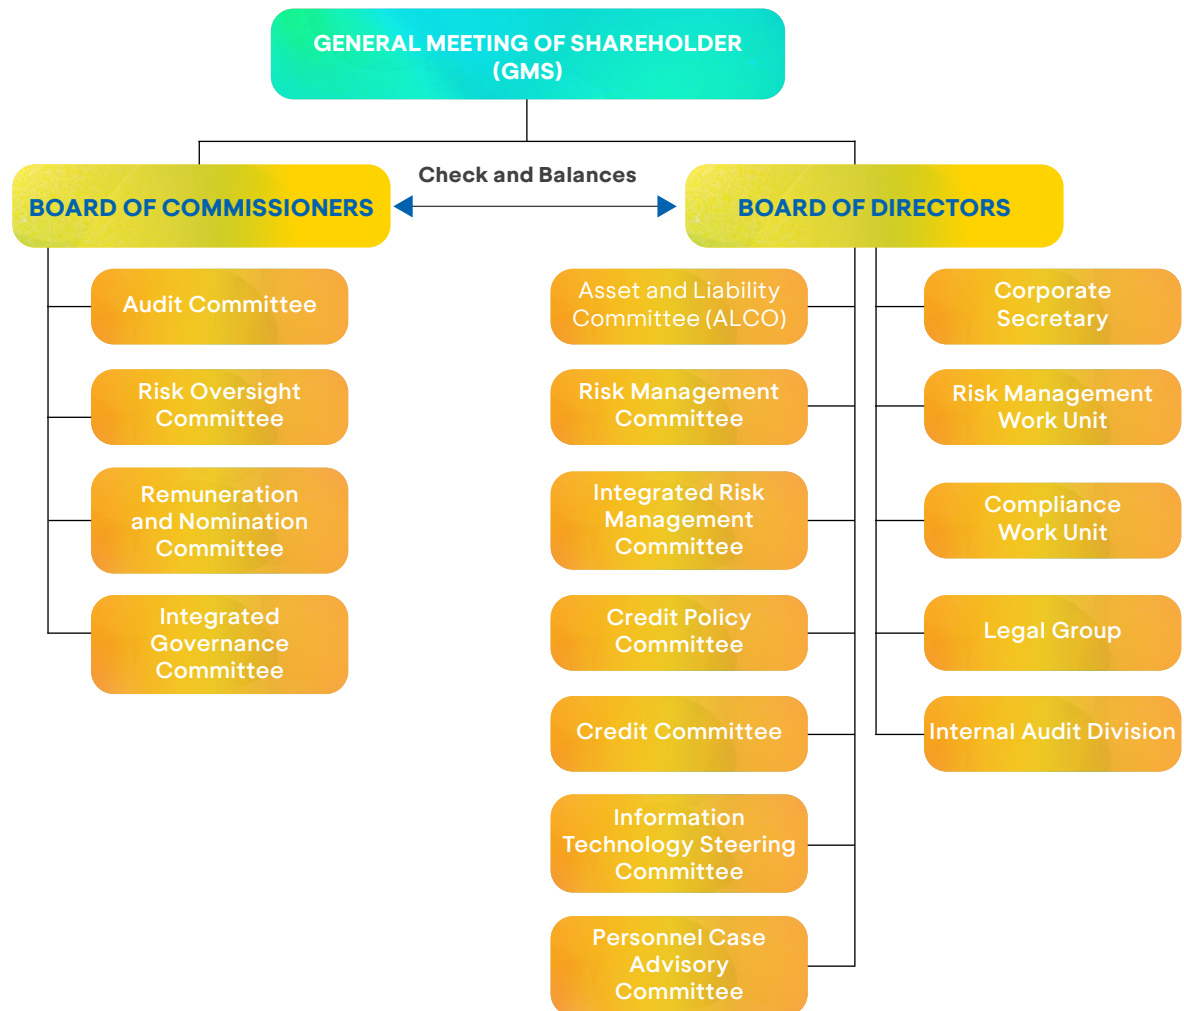 GENERAL MEETING OF SHAREHOLDER
(GMS)
Check and Balances
BOARD OF COMMISSIONERS
BOARD OF DIRECTORS
Audit Committee
Risk Oversight
Committee
Remuneration
and Nomination
Committee
Integrated
Governance
Committee
Asset and Liability
Committee (ALCO)
Risk Management
Committee
Integrated Risk
Management
Committee
Credit Policy
Committee
Credit Committee
Information
Technology Steering
Committee
Personnel Case
Advisory
Committee
Corporate
Secretary
Risk Management
Work Unit
Compliance
Work Unit
Legal Group
Internal Audit Division